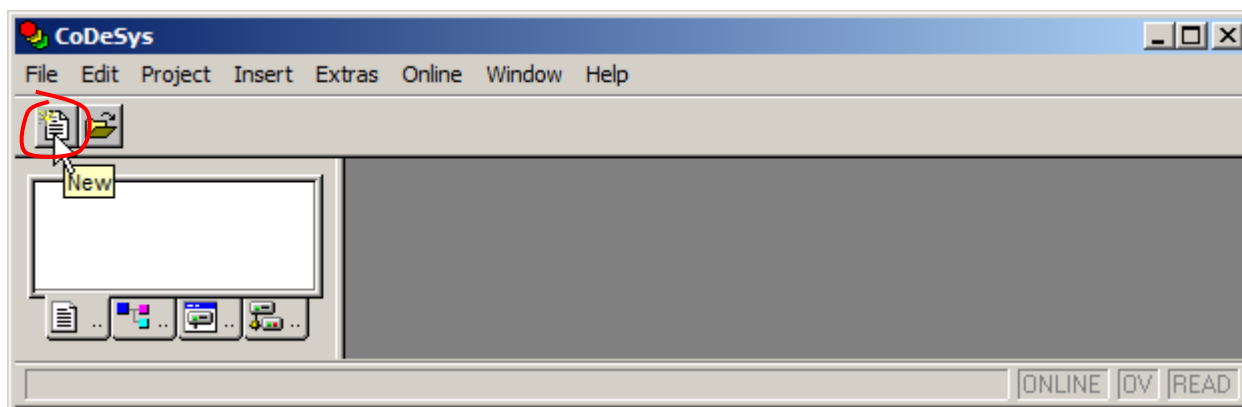 CoDeSys
File Edit Project Insert Extras Online Window Help
New
.. .. .. ..
ONLINE OV READ